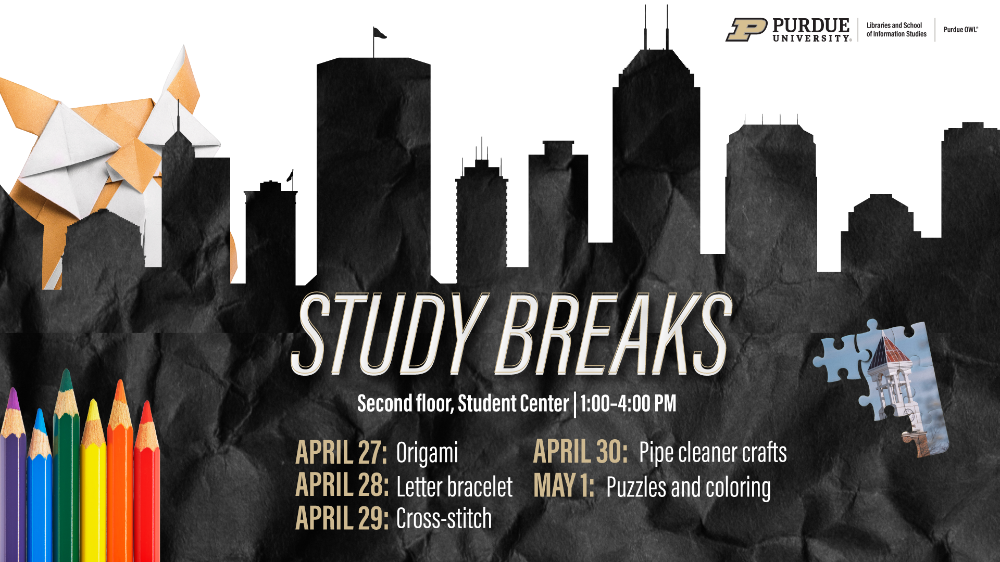 PURDUE
UNIVERSITY®
Libraries and School
of Information Studies
Purdue OWL®
STUDY BREAKS
Second floor, Student Center | 1:00–4:00 PM
APRIL 27: Origami
APRIL 28: Letter bracelet
APRIL 29: Cross-stitch
APRIL 30: Pipe cleaner crafts
MAY 1: Puzzles and coloring